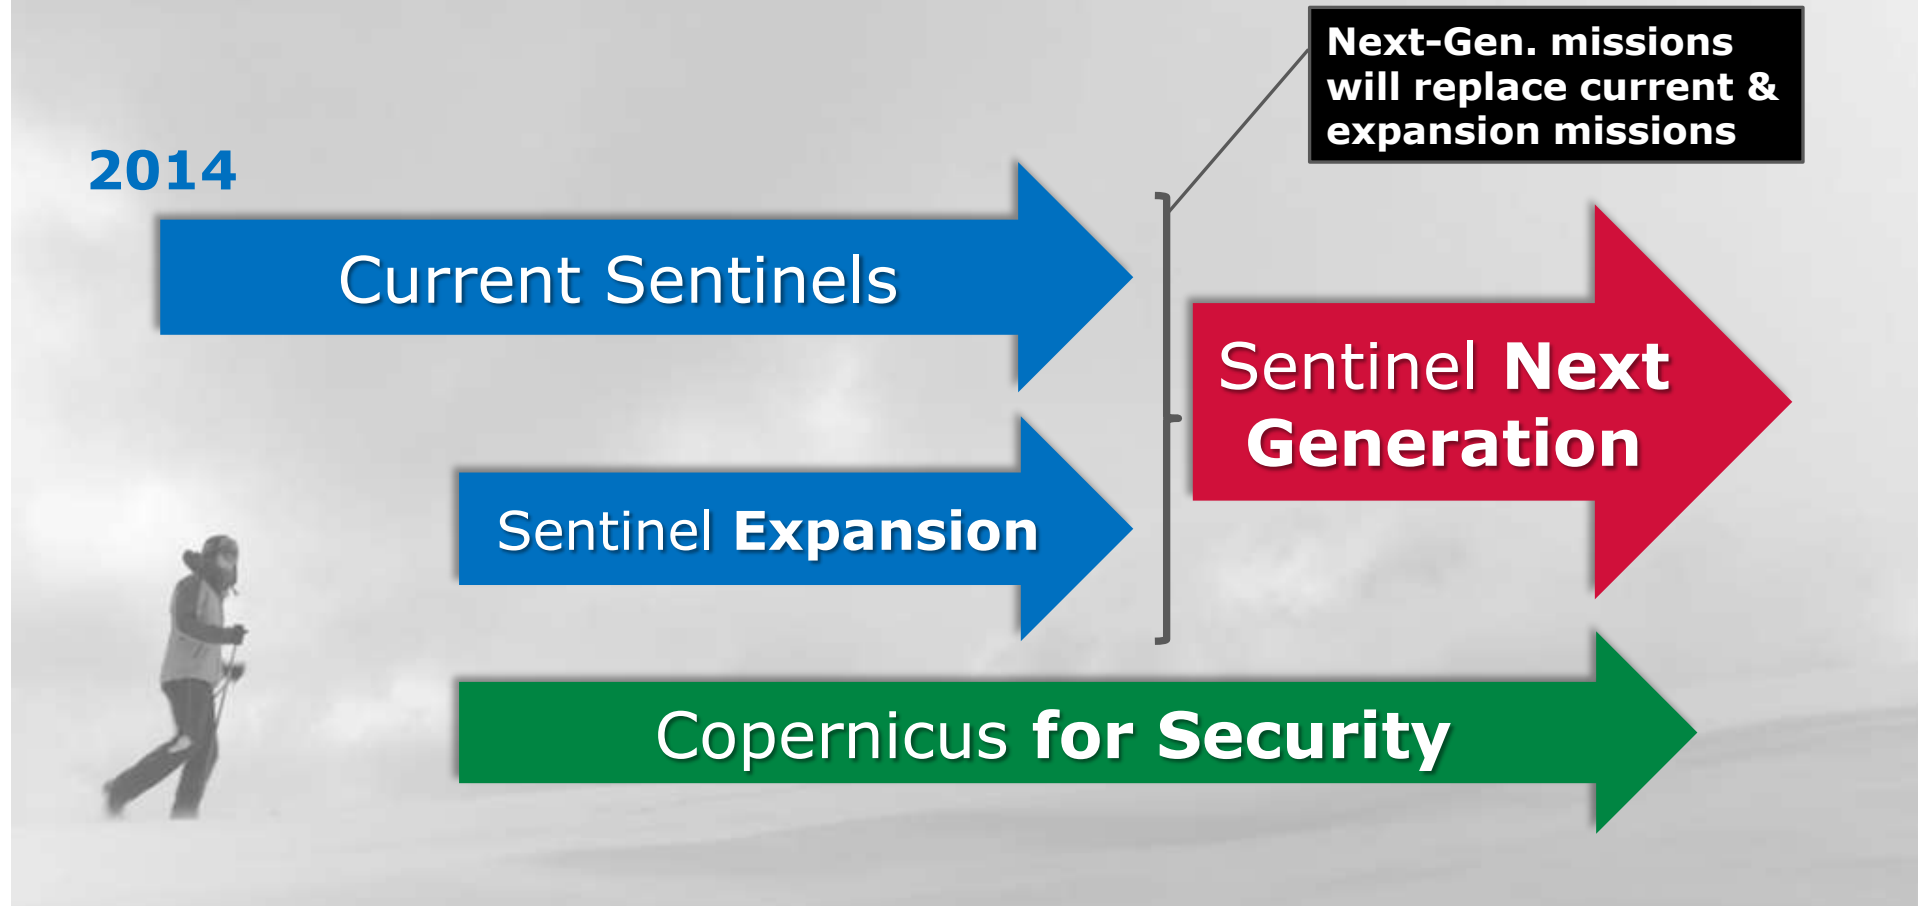 Next-Gen. missions
will replace current &
expansion missions
2014
Current Sentinels
Sentinel Next
Generation
Sentinel Expansion
Copernicus for Security